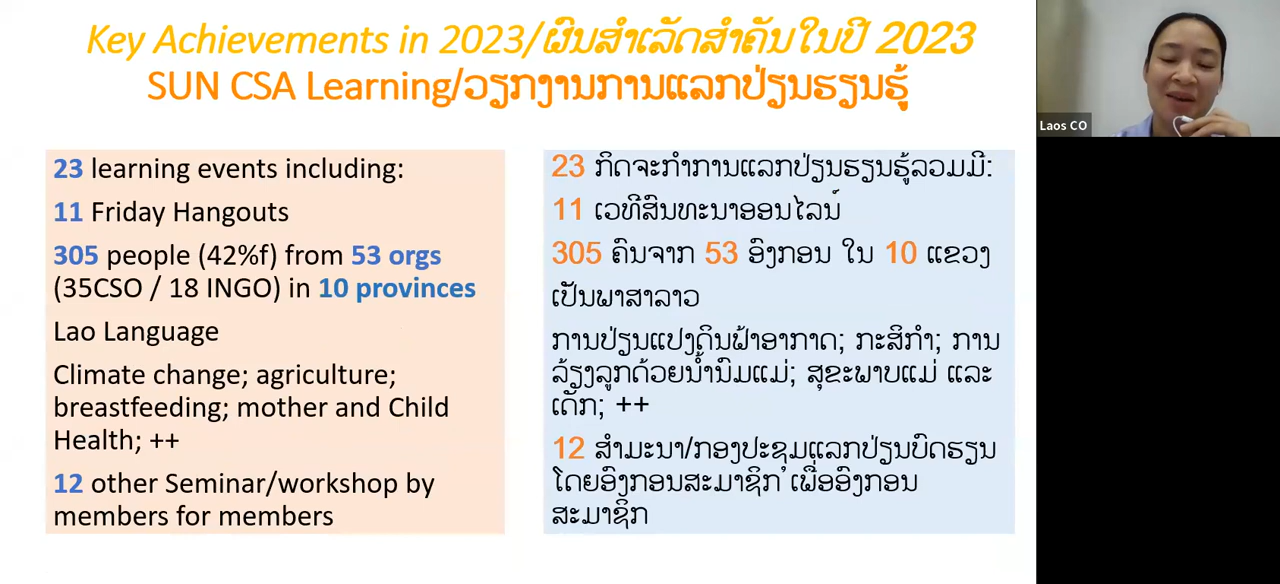 Key Achievements in 2023/ຜົນສຳເລັດສຳຄັນໃນປີ 2023
SUN CSA Learning/ວຽກງານການແລກປ່ຽນຮຽນຮູ້
23 learning events including:
11 Friday Hangouts
305 people (42%f) from 53 orgs
(35CSO / 18 INGO) in 10 provinces
Lao Language
Climate change; agriculture;
breastfeeding; mother and Child
Health; ++
12 other Seminar/workshop by
members for members
23 ກິດຈະກຳການແລກປ່ຽນຮຽນຮູ້ລວມມີ:
11 ເວທີສົນທະນາອອນໄລນ໌
305 ຄົນຈາກ 53 ອົງກອນ ໃນ 10 ແຂວງ
ເປັນພາສາລາວ
ການປ່ຽນແປງດິນຟ້າອາກາດ; ກະສິກຳ; ການ
ລ້ຽງລູກດ້ວຍນ້ຳນົມແມ່; ສຸຂະພາບແມ່ ແລະ
ເດັກ; ++
12 ສຳມະນາ/ກອງປະຊຸມແລກປ່ຽນບົດຮຽນ
ໂດຍອົງກອນສະມາຊິກ ເພື່ອອົງກອນ
ສະມາຊິກ
Laos CO